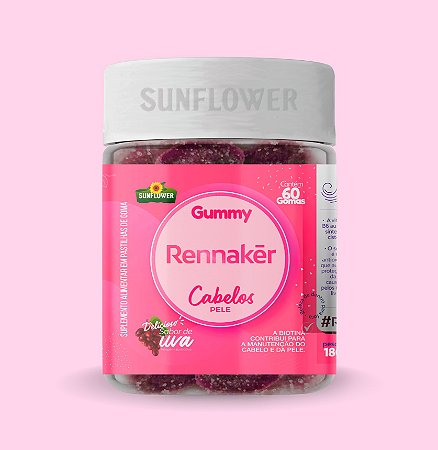 SUNFLOWER
SUNFLOWER
Contém
60
Gomas
Gummy
Rennakēr
Cabelos
PELE
SUPLEMENTO ALIMENTAR EM PASTILHAS DE GOMA
Delicioso
Sabor de
uva
A BIOTINA
CONTRIBUI PARA
A MANUTENÇÃO DO
CABELO E DA PELE.